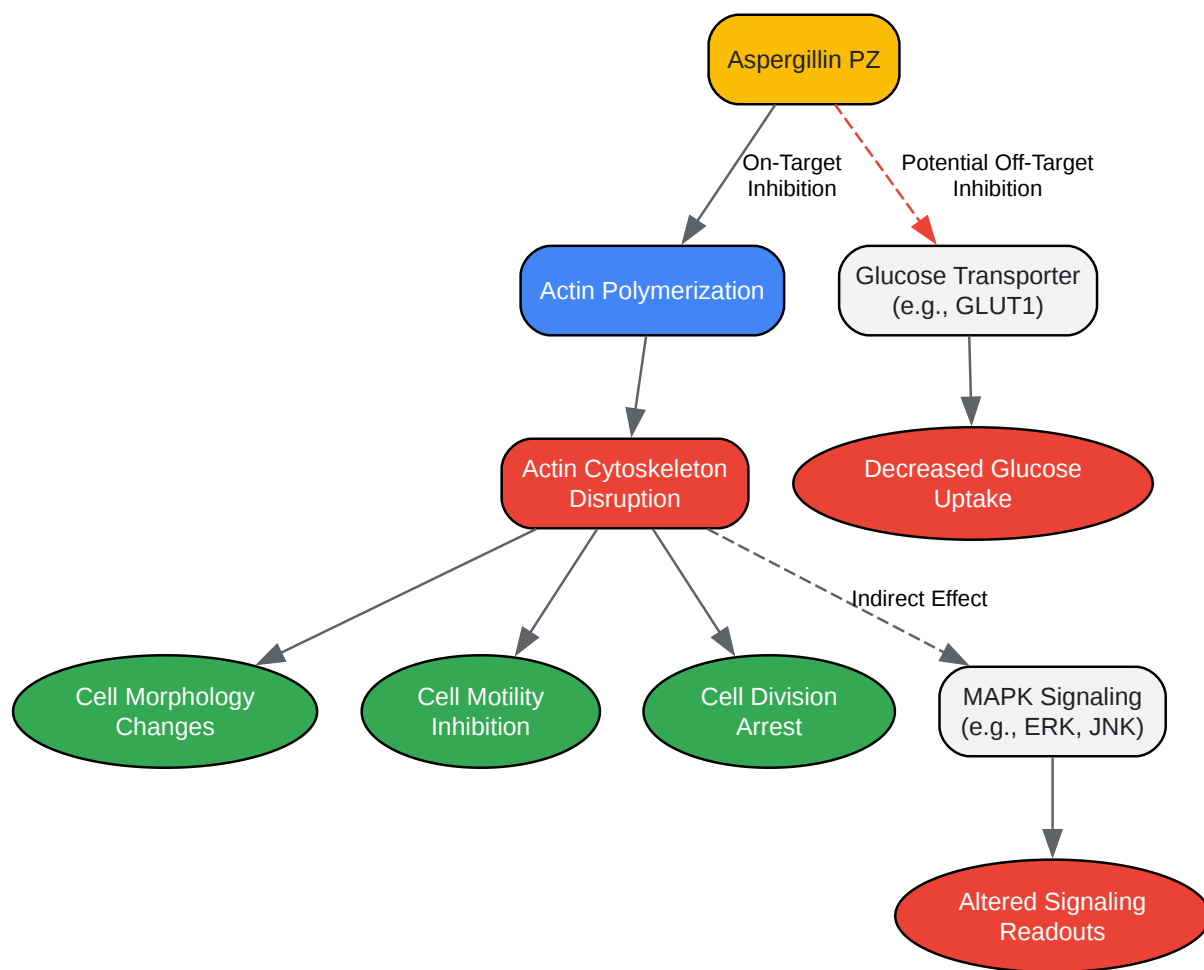 Aspergillin PZ
On-Target
Inhibition
Potential Off-Target
Inhibition
Actin Polymerization
Glucose Transporter
(e.g., GLUT1)
Actin Cytoskeleton
Disruption
Decreased Glucose
Uptake
Indirect Effect
Cell Morphology
Changes
Cell Motility
Inhibition
Cell Division
Arrest
MAPK Signaling
(e.g., ERK, JNK)
Altered Signaling
Readouts